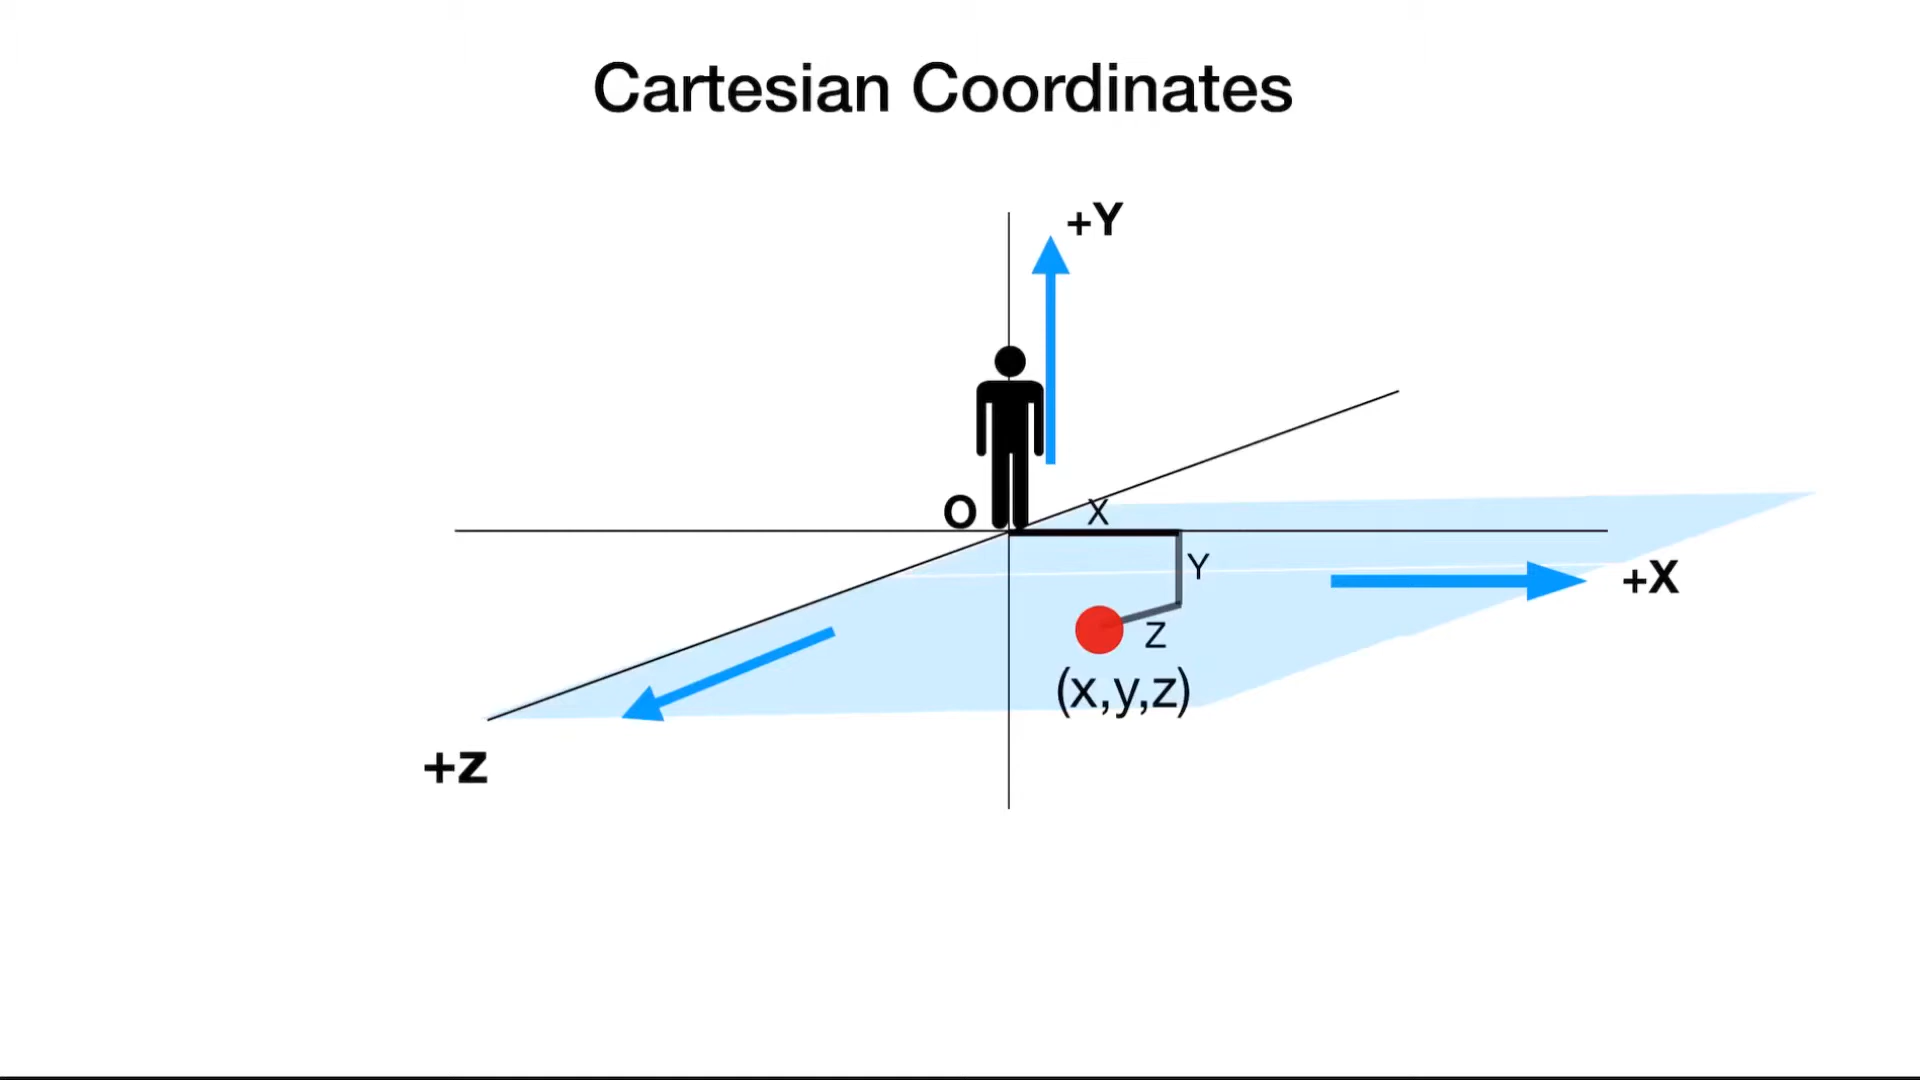 Cartesian Coordinates
+Y
O
X
Y
+X
Z
(x,y,z)
+Z